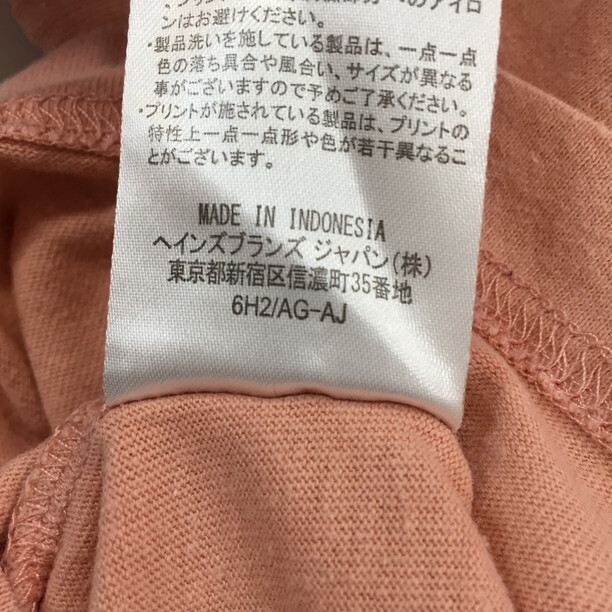 のアイロ
ンはお避けください。
・製品洗いを施している製品は、一点一点
色の落ち具合や風合い、サイズが異なる
事がございますので予めご了承ください。
・プリントが施されている製品は、プリントの
特性上一点一点形や色が若干異なるこ
とがございます。
MADE IN INDONESIA
ヘインズブランズ ジャパン(株)
東京都新宿区信濃町35番地
6H2/AG-AJ